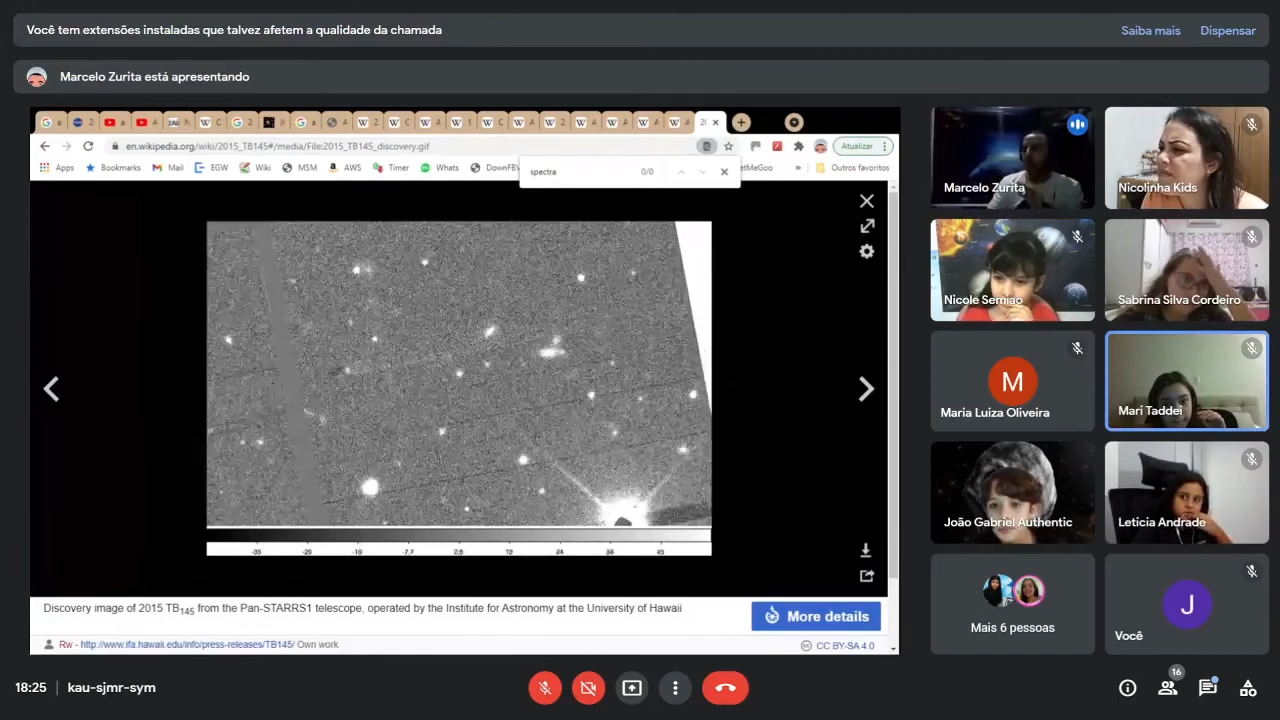 Você tem extensões instaladas que talvez afetem a qualidade da chamada
Saiba mais
Dispensar
Marcelo Zurita está apresentando
en.wikipedia.org/wiki/2015_TB145#/media/File:2015_TB145_discovery.gif
Atualizar
Apps Bookmarks Mail EGW Wiki MSM AWS Timer Whats DownFB
etMeGoo » Outros favoritos
spectra 0/0
Discovery image of 2015 TB145 from the Pan-STARRS1 telescope, operated by the Institute for Astronomy at the University of Hawaii
More details
Rw - http://www.ifa.hawaii.edu/info/press-releases/TB145/ Own work
CC BY-SA 4.0
Marcelo Zurita
Nicolinha Kids
Nicole Semião
Sabrina Silva Cordeiro
M
Maria Luiza Oliveira
Mari Taddei
João Gabriel Authentic
Leticia Andrade
Mais 6 pessoas
J
Você
18:25 | kau-sjmr-sym
16